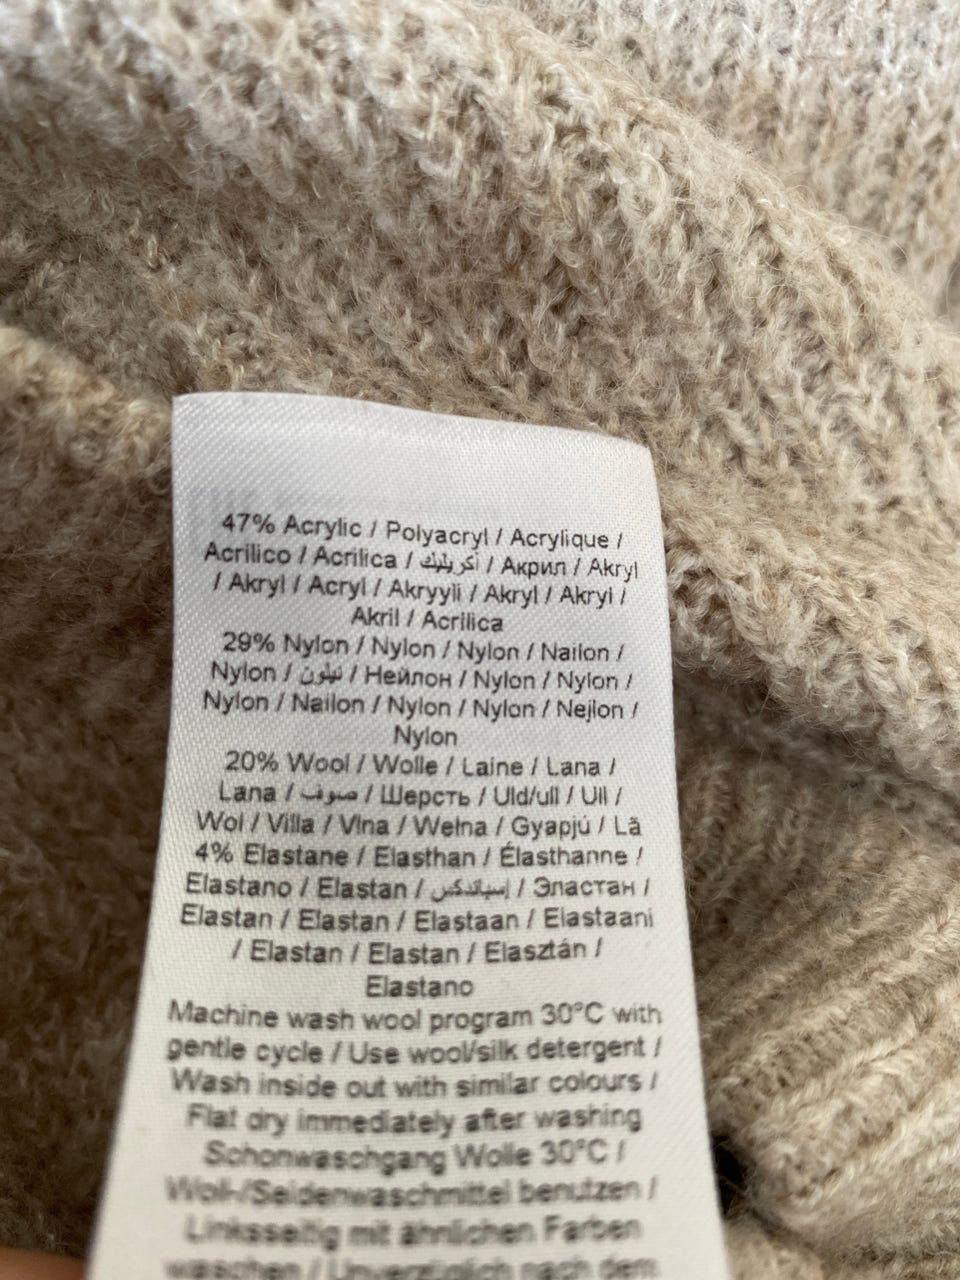 47% Acrylic / Polyacryl / Acrylique /
Acrilico / Acrilica / أكريليك / Акрил / Akryl
/ Akryl / Acryl / Akryyli / Akryl / Akryl /
Akril / Acrilica
29% Nylon / Nylon / Nylon / Nailon /
Nylon / نيلون / Нейлон / Nylon / Nylon /
Nylon / Nailon / Nylon / Nylon / Nejlon /
Nylon
20% Wool / Wolle / Laine / Lana /
Lana / صوف / Шерсть / Uld/ull / Ull /
Wol / Villa / Vlna / Wełna / Gyapjú / Lã
4% Elastane / Elasthan / Élasthanne /
Elastano / Elastan / إسباندكس / Эластан /
Elastan / Elastan / Elastaan / Elastaani
/ Elastan / Elastan / Elasztán /
Elastano
Machine wash wool program 30°C with
gentle cycle / Use wool/silk detergent /
Wash inside out with similar colours /
Flat dry immediately after washing
Schonwaschgang Wolle 30°C /
Woll-/Seidenwaschmittel benutzen /
Linksseitig mit ähnlichen Farben
waschen / Unverzüglich nach dem